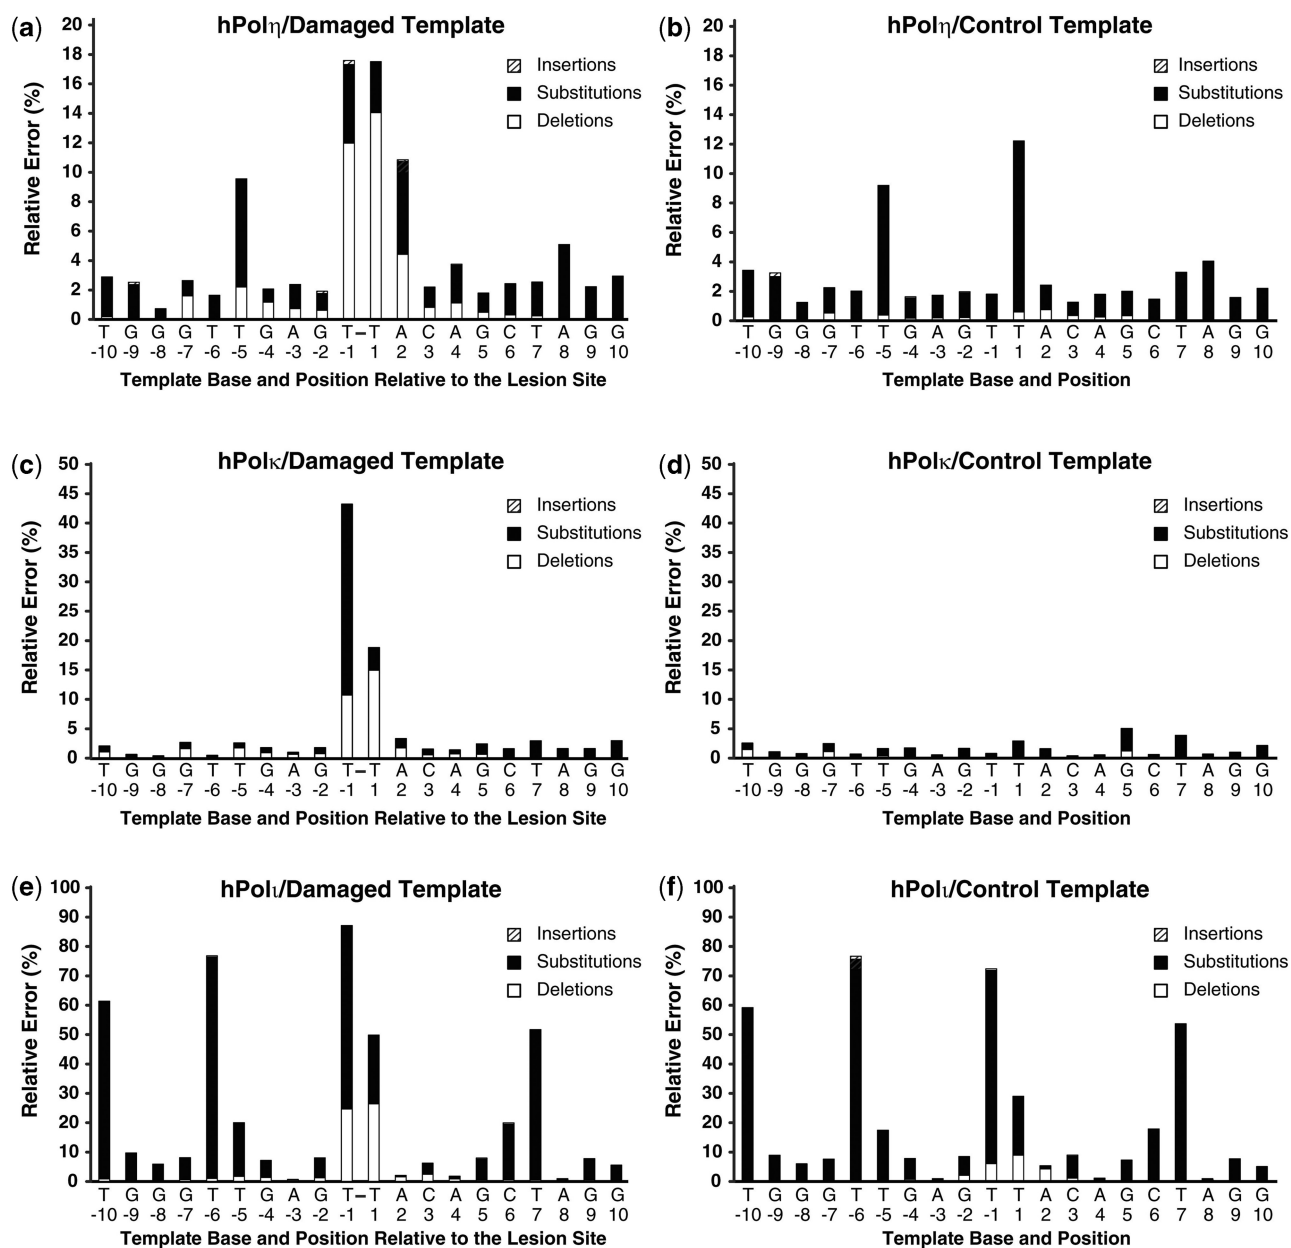 (a)
hPolη/Damaged Template
Relative Error (%)
20
18
16
14
12
10
8
6
4
2
0
Insertions
Substitutions
Deletions
T G G G T T G A G T–T A C A G C T A G G
-10 -9 -8 -7 -6 -5 -4 -3 -2 -1 1 2 3 4 5 6 7 8 9 10
Template Base and Position Relative to the Lesion Site
(b)
hPolη/Control Template
Relative Error (%)
20
18
16
14
12
10
8
6
4
2
0
Insertions
Substitutions
Deletions
T G G G T T G A G T T A C A G C T A G G
-10 -9 -8 -7 -6 -5 -4 -3 -2 -1 1 2 3 4 5 6 7 8 9 10
Template Base and Position
(c)
hPolκ/Damaged Template
Relative Error (%)
50
45
40
35
30
25
20
15
10
5
0
Insertions
Substitutions
Deletions
T G G G T T G A G T–T A C A G C T A G G
-10 -9 -8 -7 -6 -5 -4 -3 -2 -1 1 2 3 4 5 6 7 8 9 10
Template Base and Position Relative to the Lesion Site
(d)
hPolκ/Control Template
Relative Error (%)
50
45
40
35
30
25
20
15
10
5
0
Insertions
Substitutions
Deletions
T G G G T T G A G T T A C A G C T A G G
-10 -9 -8 -7 -6 -5 -4 -3 -2 -1 1 2 3 4 5 6 7 8 9 10
Template Base and Position
(e)
hPolι/Damaged Template
Relative Error (%)
100
90
80
70
60
50
40
30
20
10
0
Insertions
Substitutions
Deletions
T G G G T T G A G T–T A C A G C T A G G
-10 -9 -8 -7 -6 -5 -4 -3 -2 -1 1 2 3 4 5 6 7 8 9 10
Template Base and Position Relative to the Lesion Site
(f)
hPolι/Control Template
Relative Error (%)
100
90
80
70
60
50
40
30
20
10
0
Insertions
Substitutions
Deletions
T G G G T T G A G T T A C A G C T A G G
-10 -9 -8 -7 -6 -5 -4 -3 -2 -1 1 2 3 4 5 6 7 8 9 10
Template Base and Position